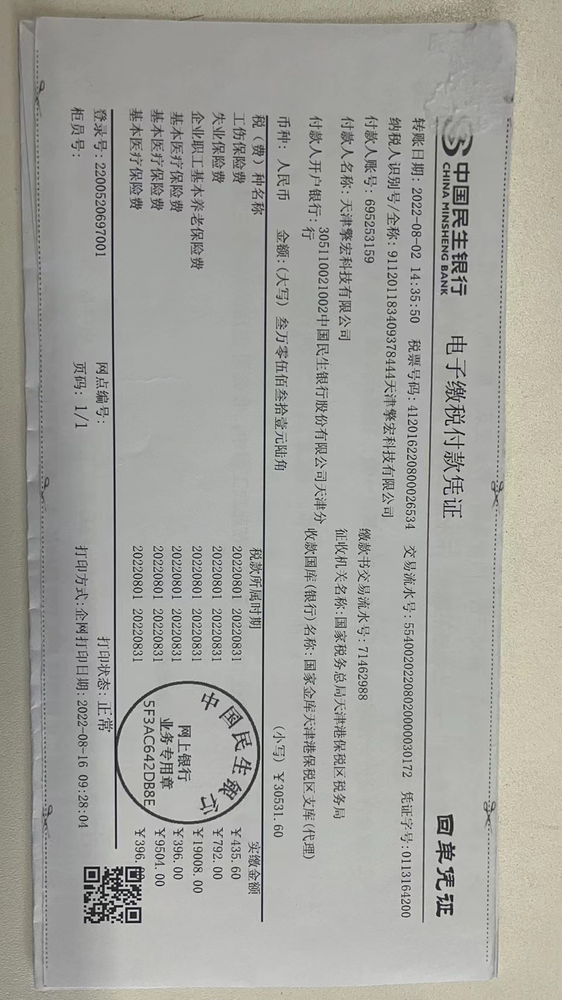 中国民生银行 电子缴税付款凭证 回单凭证
CHINA MINSHENG BANK
转账日期: 2022-08-02 14:35:50 税票号码: 412016220800026534 交易流水号: 55400202208020000030172 凭证字号: 0113164200
纳税人识别号/全称: 911201183409378444天津擎宏科技有限公司
付款人账号: 695253159 缴款书交易流水号: 71462988
付款人名称: 天津擎宏科技有限公司 征收机关名称: 国家税务总局天津港保税区税务局
付款人开户银行: 305110021002中国民生银行股份有限公司天津分行 收款国库(银行)名称: 国家金库天津港保税区支库(代理)
币种: 人民币 金额: (大写) 叁万零伍佰叁拾壹元陆角 (小写) ¥30531.60
税（费）种名称 税款所属时期 实缴金额
工伤保险费 20220801 20220831 ¥435.60
失业保险费 20220801 20220831 ¥792.00
企业职工基本养老保险费 20220801 20220831 ¥19008.00
基本医疗保险费 20220801 20220831 ¥396.00
基本医疗保险费 20220801 20220831 ¥9504.00
基本医疗保险费 20220801 20220831 ¥396.00
中国民生银行
网上银行
业务专用章
5F3AC642DB8E
登录号: 220052069​7001 网点编号: 打印状态: 正常
柜员号: 页码: 1/1 打印方式: 企网打印日期: 2022-08-16 09:28:04